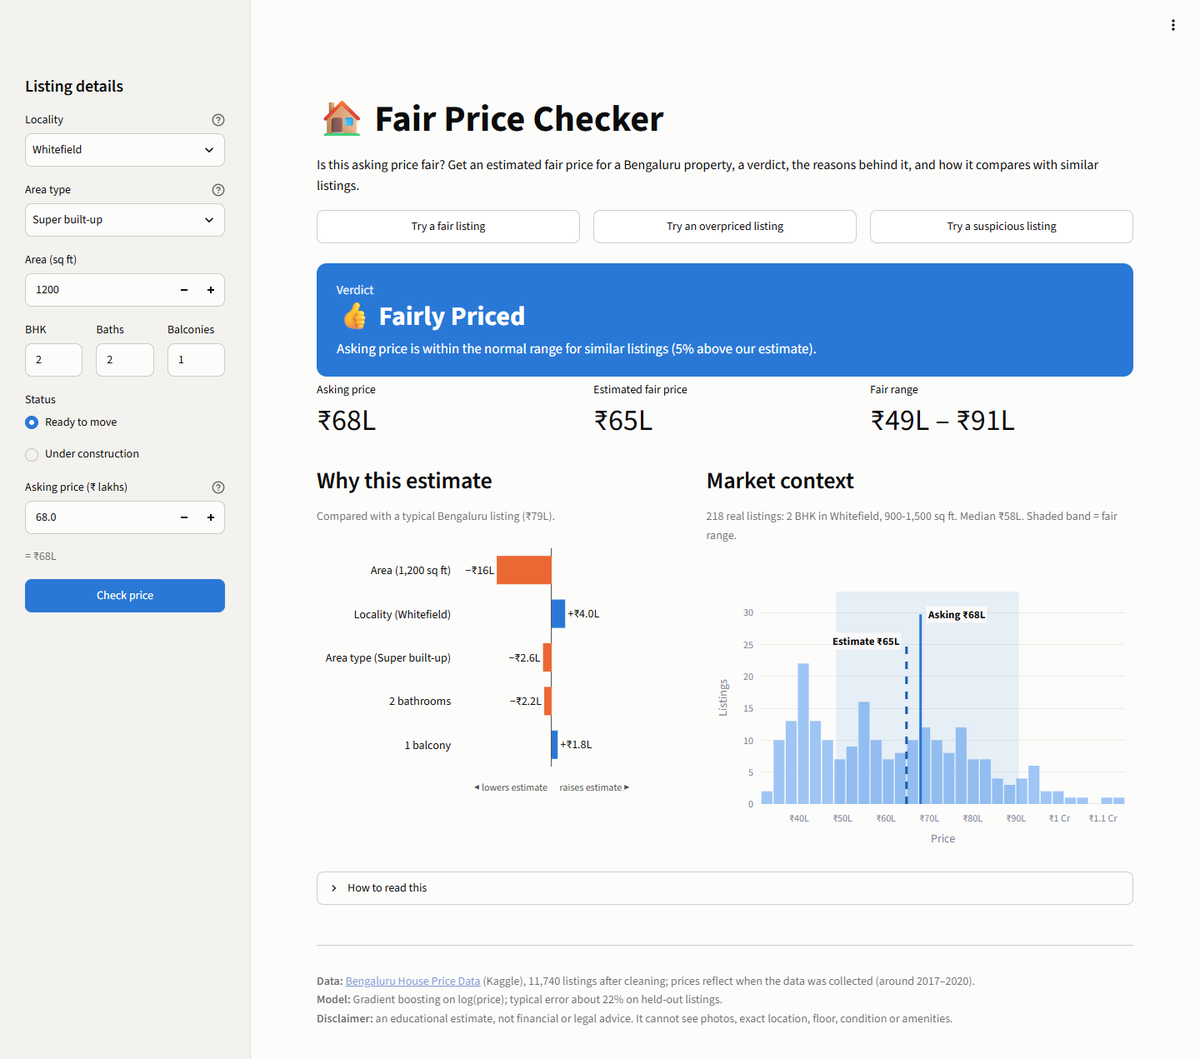 Listing details
Locality
Whitefield
Area type
Super built-up
Area (sq ft)
1200
BHK Baths Balconies
2 2 1
Status
Ready to move
Under construction
Asking price (₹ lakhs)
68.0
= ₹68L
Check price
Fair Price Checker
Is this asking price fair? Get an estimated fair price for a Bengaluru property, a verdict, the reasons behind it, and how it compares with similar
listings.
Try a fair listing
Try an overpriced listing
Try a suspicious listing
Verdict
👍 Fairly Priced
Asking price is within the normal range for similar listings (5% above our estimate).
Asking price
₹68L
Estimated fair price
₹65L
Fair range
₹49L – ₹91L
Why this estimate
Compared with a typical Bengaluru listing (₹79L).
Area (1,200 sq ft) −₹16L
Locality (Whitefield) +₹4.0L
Area type (Super built-up) −₹2.6L
2 bathrooms −₹2.2L
1 balcony +₹1.8L
◂ lowers estimate raises estimate ▸
Market context
218 real listings: 2 BHK in Whitefield, 900-1,500 sq ft. Median ₹58L. Shaded band = fair
range.
Asking ₹68L
Estimate ₹65L
Listings
30
25
20
15
10
5
0
₹40L ₹50L ₹60L ₹70L ₹80L ₹90L ₹1 Cr ₹1.1 Cr
Price
How to read this
Data: Bengaluru House Price Data (Kaggle), 11,740 listings after cleaning; prices reflect when the data was collected (around 2017–2020).
Model: Gradient boosting on log(price); typical error about 22% on held-out listings.
Disclaimer: an educational estimate, not financial or legal advice. It cannot see photos, exact location, floor, condition or amenities.